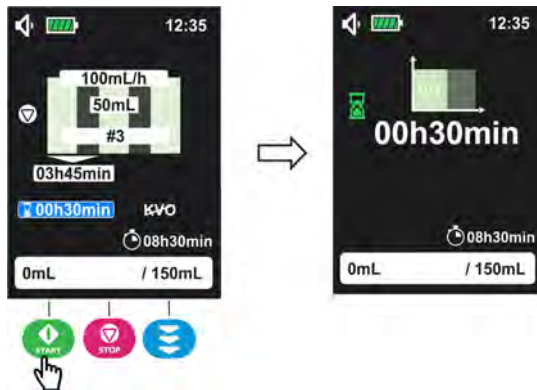 12:35
100mL/h
50mL
#3
03h45min
00h30min KVO
08h30min
0mL / 150mL
START
STOP
12:35
00h30min
08h30min
0mL / 150mL